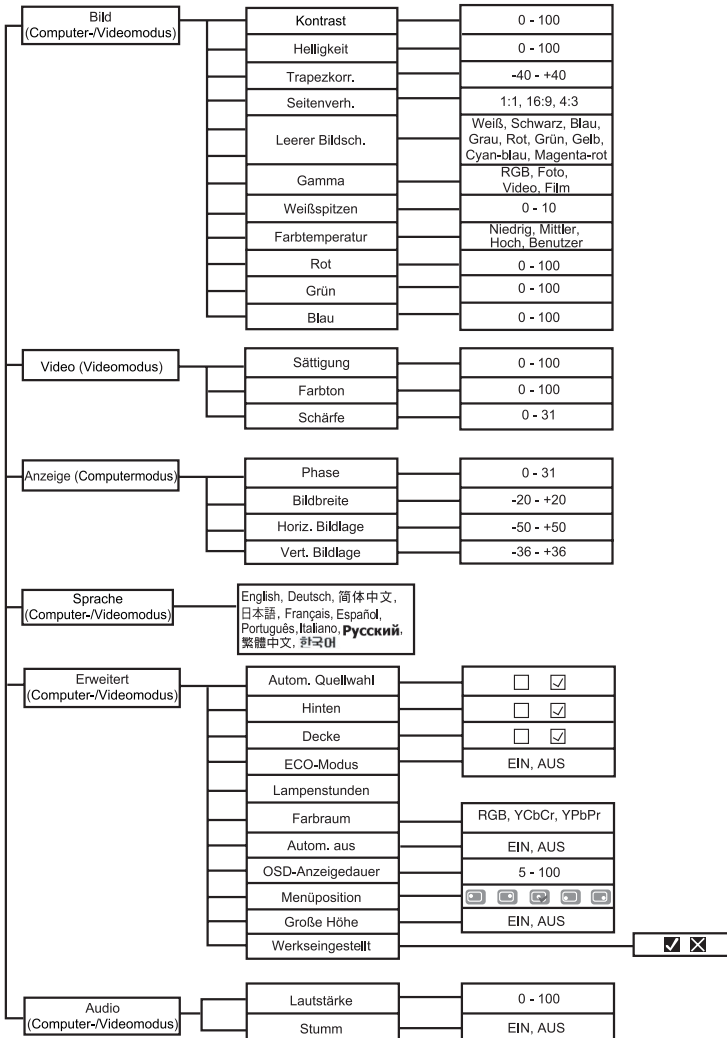 Bild
(Computer-/Videomodus)
Kontrast
0 - 100
Helligkeit
0 - 100
Trapezkorr.
-40 - +40
Seitenverh.
1:1, 16:9, 4:3
Leerer Bildsch.
Weiß, Schwarz, Blau,
Grau, Rot, Grün, Gelb,
Cyan-blau, Magenta-rot
Gamma
RGB, Foto,
Video, Film
Weißspitzen
0 - 10
Farbtemperatur
Niedrig, Mittler,
Hoch, Benutzer
Rot
0 - 100
Grün
0 - 100
Blau
0 - 100
Video (Videomodus)
Sättigung
0 - 100
Farbton
0 - 100
Schärfe
0 - 31
Anzeige (Computermodus)
Phase
0 - 31
Bildbreite
-20 - +20
Horiz. Bildlage
-50 - +50
Vert. Bildlage
-36 - +36
Sprache
(Computer-/Videomodus)
English, Deutsch, 简体中文,
日本語, Français, Español,
Português, Italiano, Русский,
繁體中文, 한국어
Erweitert
(Computer-/Videomodus)
Autom. Quellwahl
Hinten
Decke
ECO-Modus
EIN, AUS
Lampenstunden
Farbraum
RGB, YCbCr, YPbPr
Autom. aus
EIN, AUS
OSD-Anzeigedauer
5 - 100
Menüposition
Große Höhe
EIN, AUS
Werkseingestellt
Audio
(Computer-/Videomodus)
Lautstärke
0 - 100
Stumm
EIN, AUS